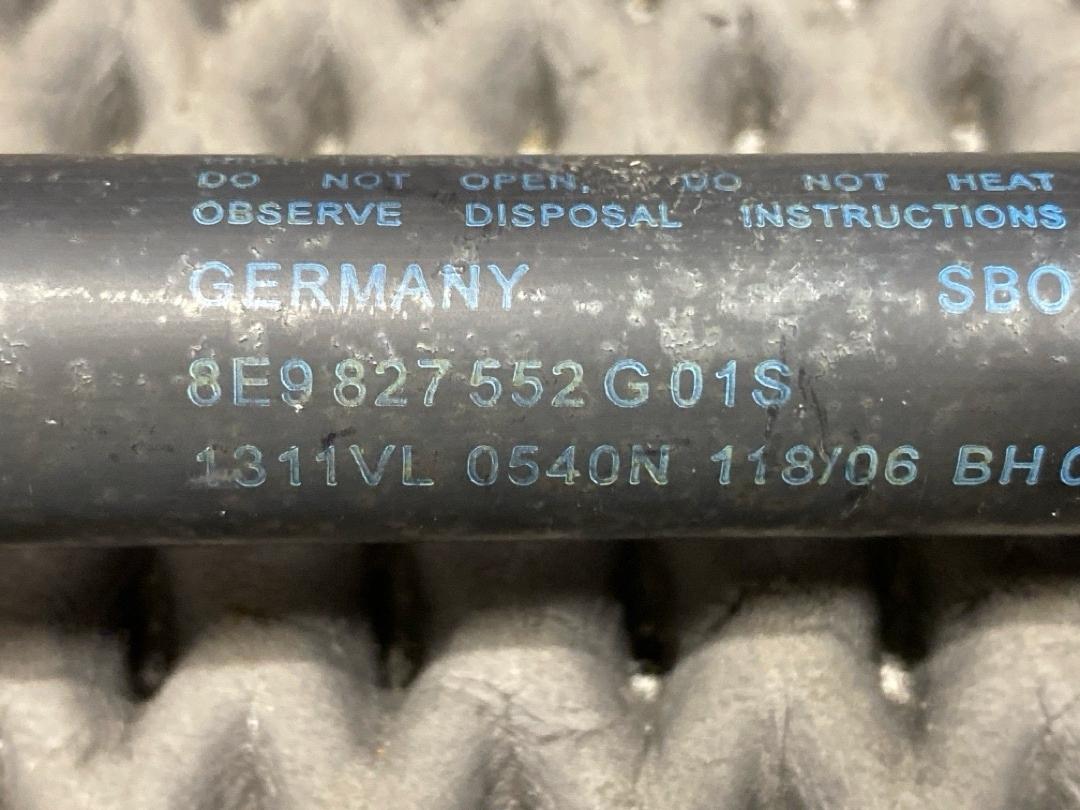 DO NOT OPEN, DO NOT HEAT
OBSERVE DISPOSAL INSTRUCTIONS
GERMANY SBO
8E9 827 552 G 01S
1311VL 0540N 118/06 BH